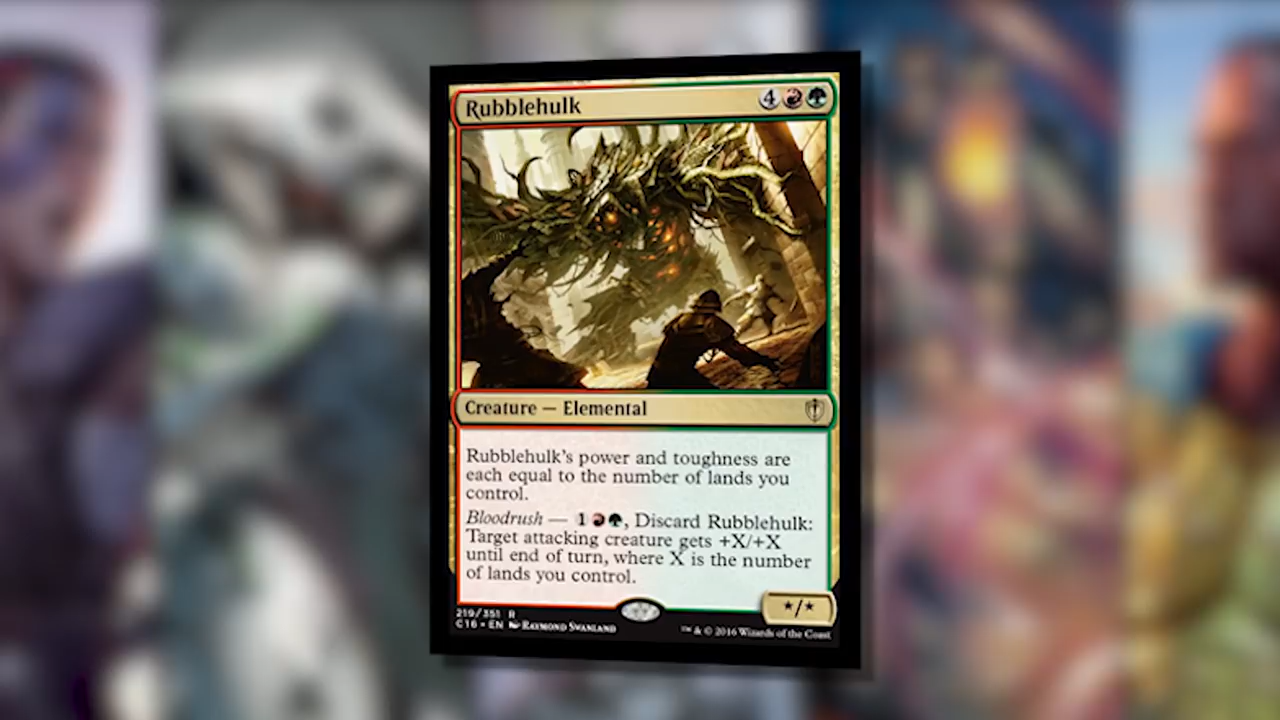 Rubblehulk 4
Creature — Elemental
Rubblehulk's power and toughness are
each equal to the number of lands you
control.
Bloodrush — 1 , Discard Rubblehulk:
Target attacking creature gets +X/+X
until end of turn, where X is the number
of lands you control.
*/*
219/351 R
C16 • EN Raymond Swanland
™ & © 2016 Wizards of the Coast